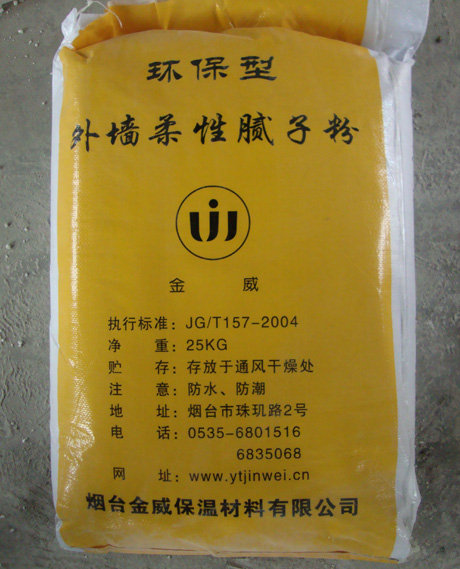 环保型
外墙柔性腻子粉
金 威
执行标准：JG/T157-2004
净 重：25KG
贮 存：存放于通风干燥处
注 意：防水、防潮
地 址：烟台市珠玑路2号
电 话：0535-6801516
6835068
网 址：www.ytjinwei.cn
烟台金威保温材料有限公司